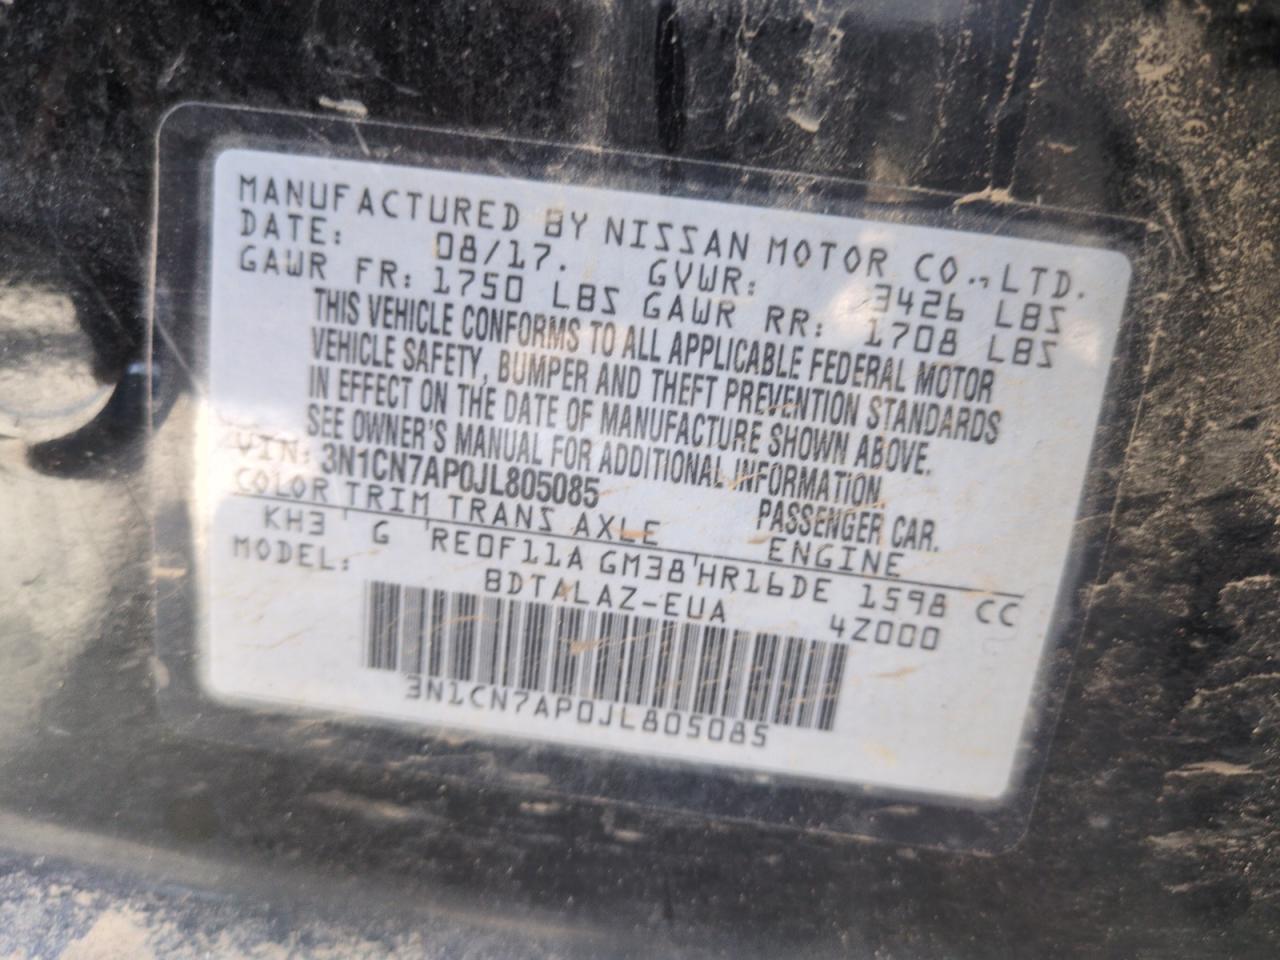 MANUFACTURED BY NISSAN MOTOR CO.,LTD.
DATE: 08/17. GVWR: 3426 LBS
GAWR FR: 1750 LBS GAWR RR: 1708 LBS
THIS VEHICLE CONFORMS TO ALL APPLICABLE FEDERAL MOTOR
VEHICLE SAFETY, BUMPER AND THEFT PREVENTION STANDARDS
IN EFFECT ON THE DATE OF MANUFACTURE SHOWN ABOVE.
SEE OWNER'S MANUAL FOR ADDITIONAL INFORMATION.
VIN: 3N1CN7AP0JL805085 PASSENGER CAR.
COLOR TRIM TRANS AXLE ENGINE
KH3 G RE0F11A GM38 HR16DE 1598 CC
MODEL: BDTALAZ-EUA 4Z000
3N1CN7AP0JL805085